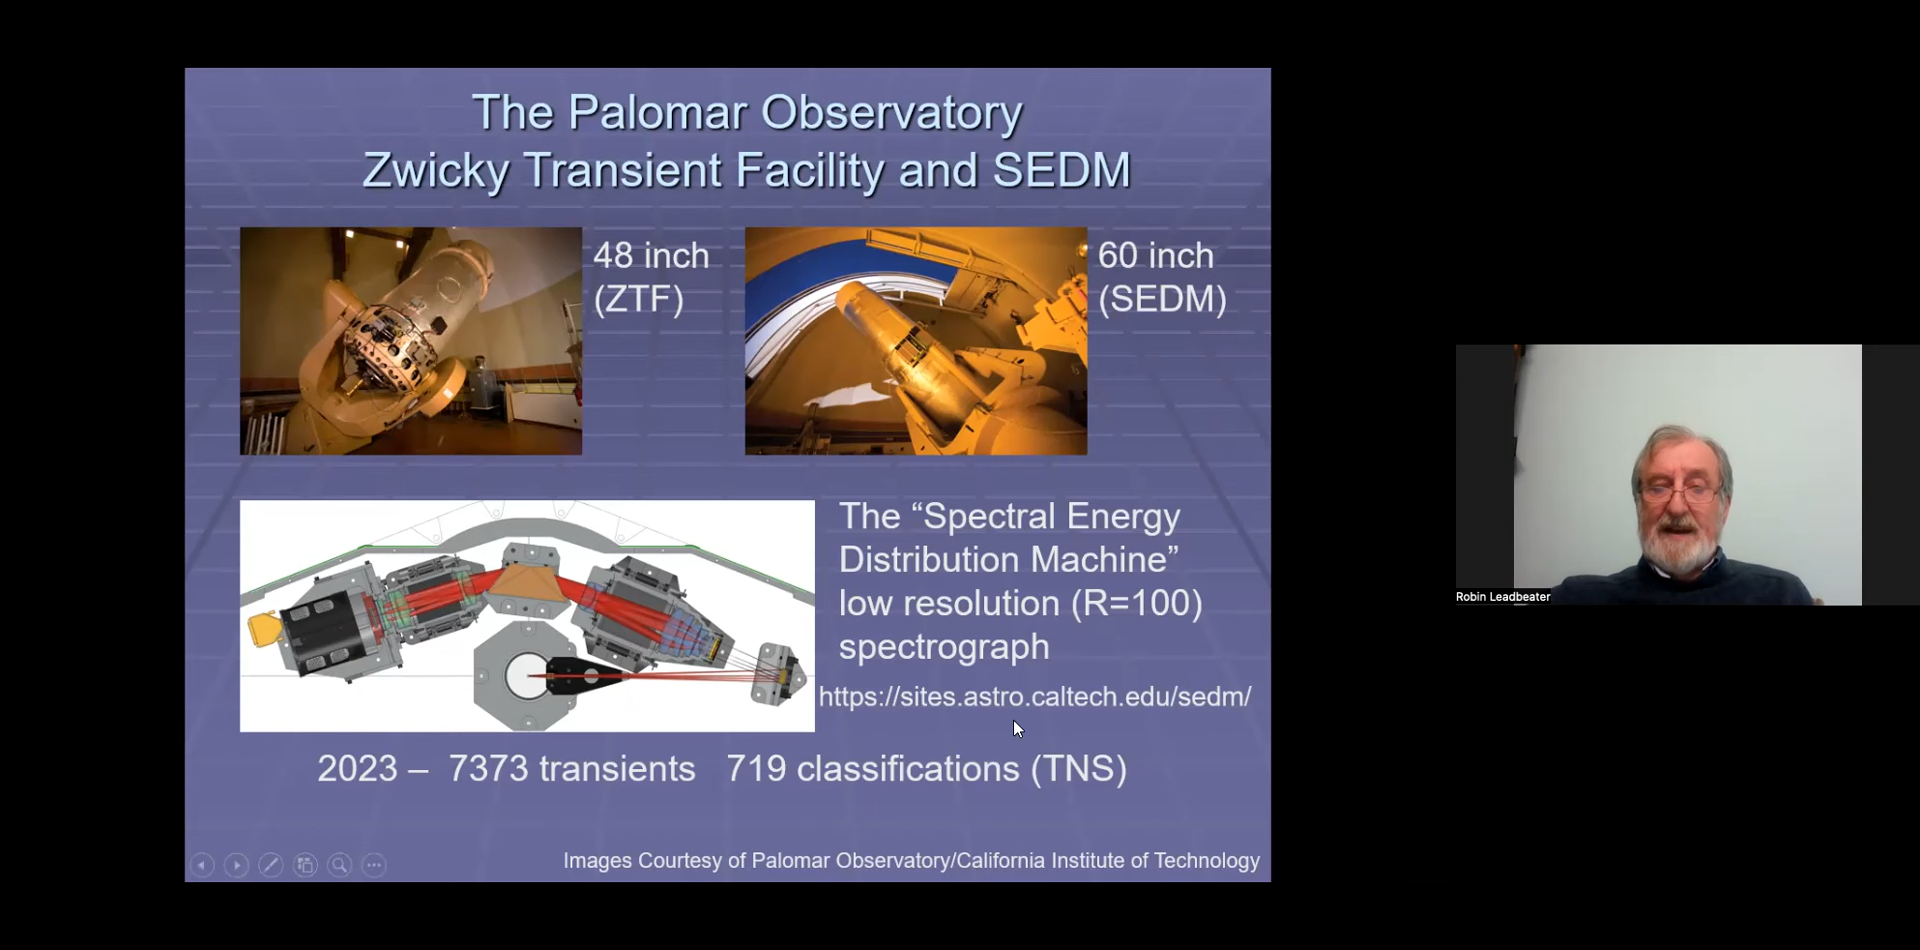 The Palomar Observatory
Zwicky Transient Facility and SEDM
48 inch
(ZTF)
60 inch
(SEDM)
The “Spectral Energy
Distribution Machine”
low resolution (R=100)
spectrograph
https://sites.astro.caltech.edu/sedm/
2023 – 7373 transients 719 classifications (TNS)
Images Courtesy of Palomar Observatory/California Institute of Technology
Robin Leadbeater